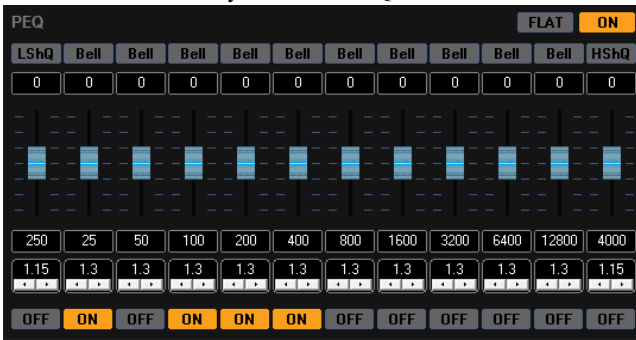 PEQ FLAT ON
LShQ Bell Bell Bell Bell Bell Bell Bell Bell Bell Bell HShQ
0 0 0 0 0 0 0 0 0 0 0 0
250 25 50 100 200 400 800 1600 3200 6400 12800 4000
1.15 1.3 1.3 1.3 1.3 1.3 1.3 1.3 1.3 1.3 1.3 1.15
OFF ON OFF ON ON ON OFF OFF OFF OFF OFF OFF